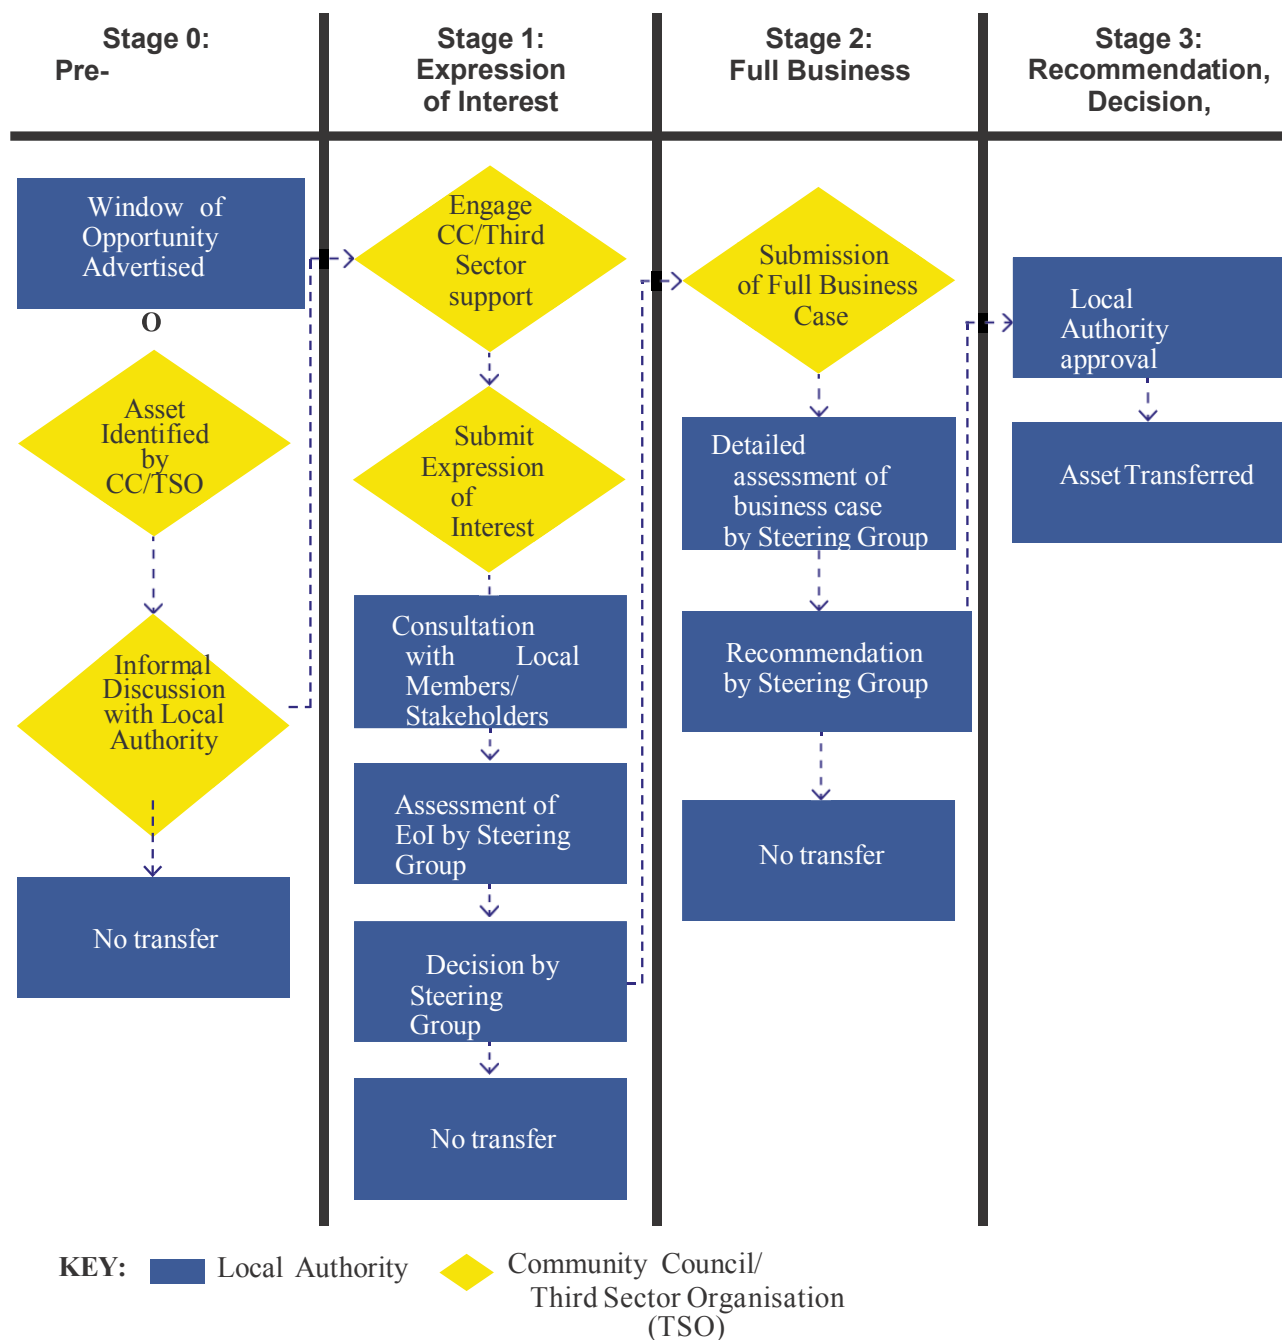 Stage 0:
Pre-
Stage 1:
Expression
of Interest
Stage 2:
Full Business
Stage 3:
Recommendation,
Decision,
Window of
Opportunity
Advertised
O
Asset
Identified
by
CC/TSO
Informal
Discussion
with Local
Authority
No transfer
Engage
CC/Third
Sector
support
Submit
Expression
of
Interest
Consultation
with Local
Members/
Stakeholders
Assessment of
EoI by Steering
Group
Decision by
Steering
Group
No transfer
Submission
of Full Business
Case
Detailed
assessment of
business case
by Steering Group
Recommendation
by Steering Group
No transfer
Local
Authority
approval
Asset Transferred
KEY:
Local Authority
Community Council/
Third Sector Organisation
(TSO)